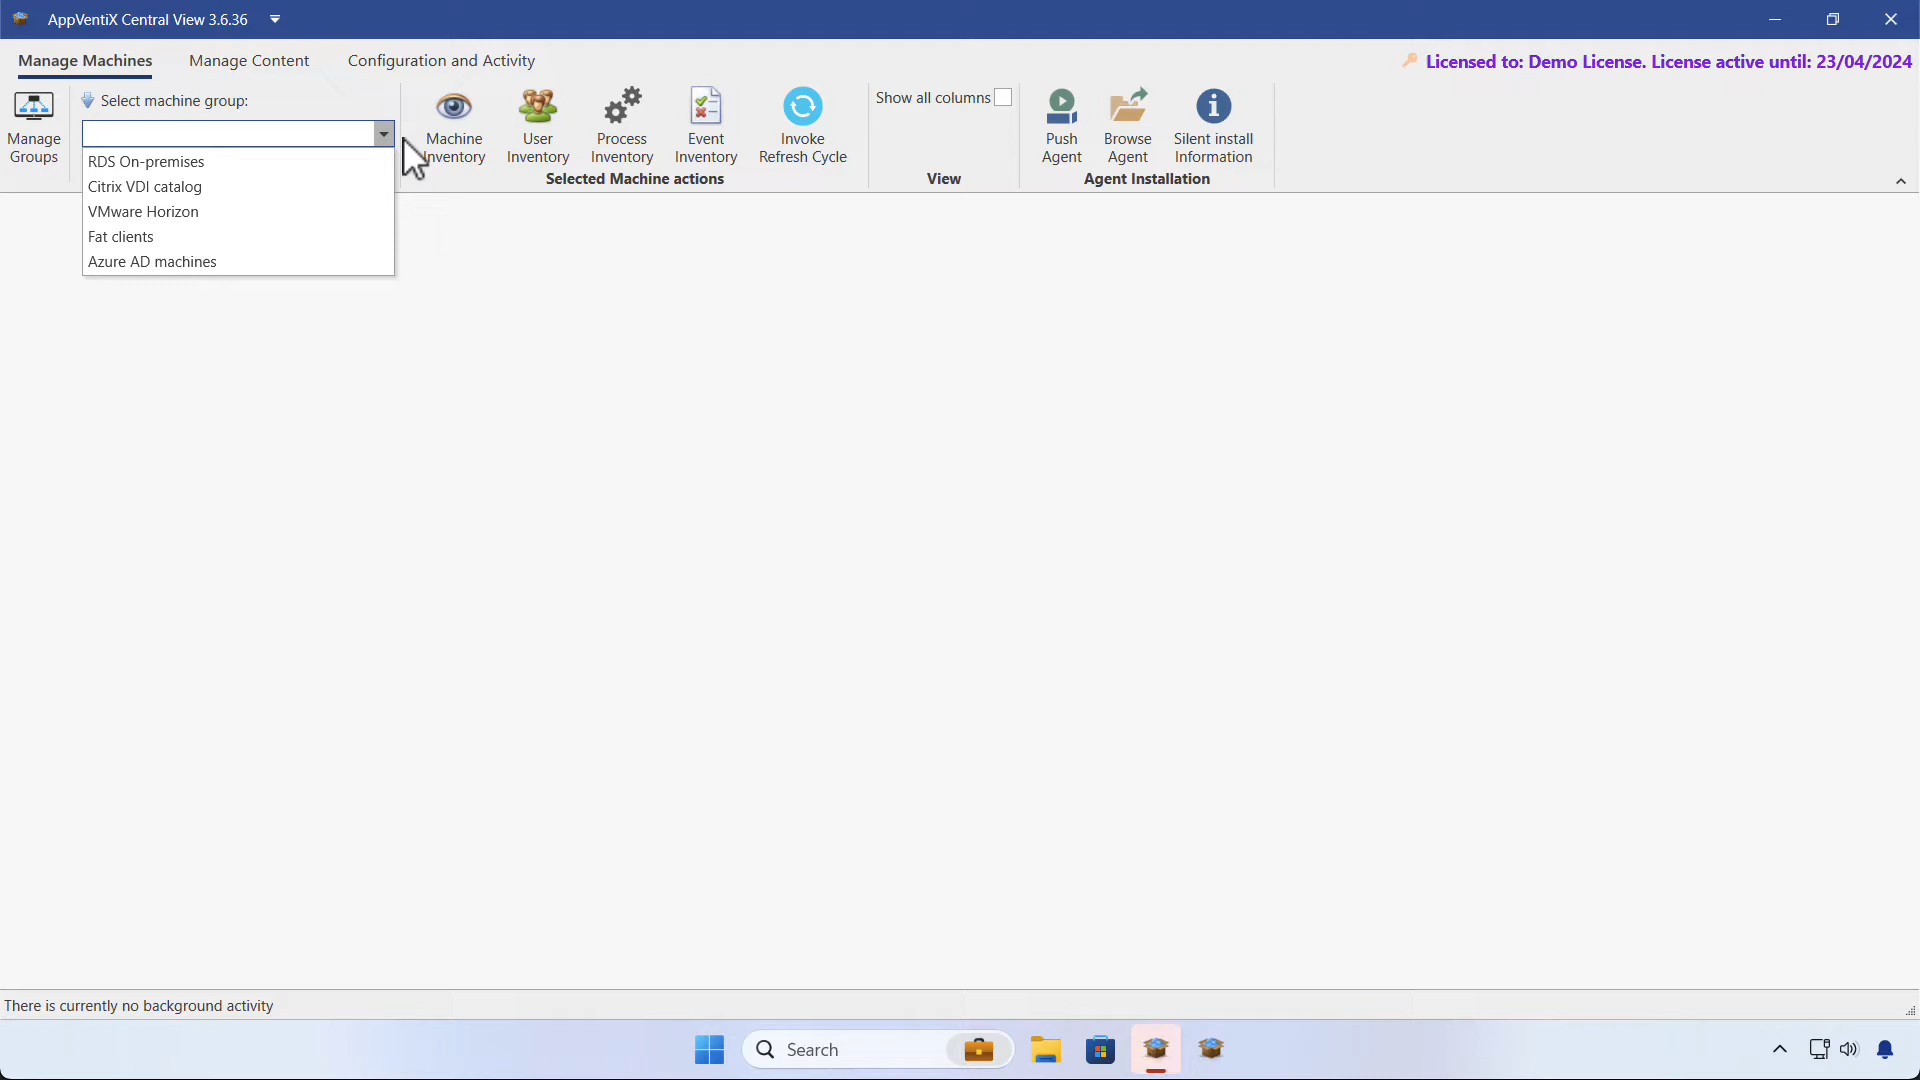 AppVentiX Central View 3.6.36
Manage Machines
Manage Content
Configuration and Activity
Licensed to: Demo License. License active until: 23/04/2024
Manage
Groups
Select machine group:
RDS On-premises
Citrix VDI catalog
VMware Horizon
Fat clients
Azure AD machines
Machine
Inventory
User
Inventory
Process
Inventory
Event
Inventory
Invoke
Refresh Cycle
Selected Machine actions
Show all columns
View
Push
Agent
Browse
Agent
Silent install
Information
Agent Installation
There is currently no background activity
Search